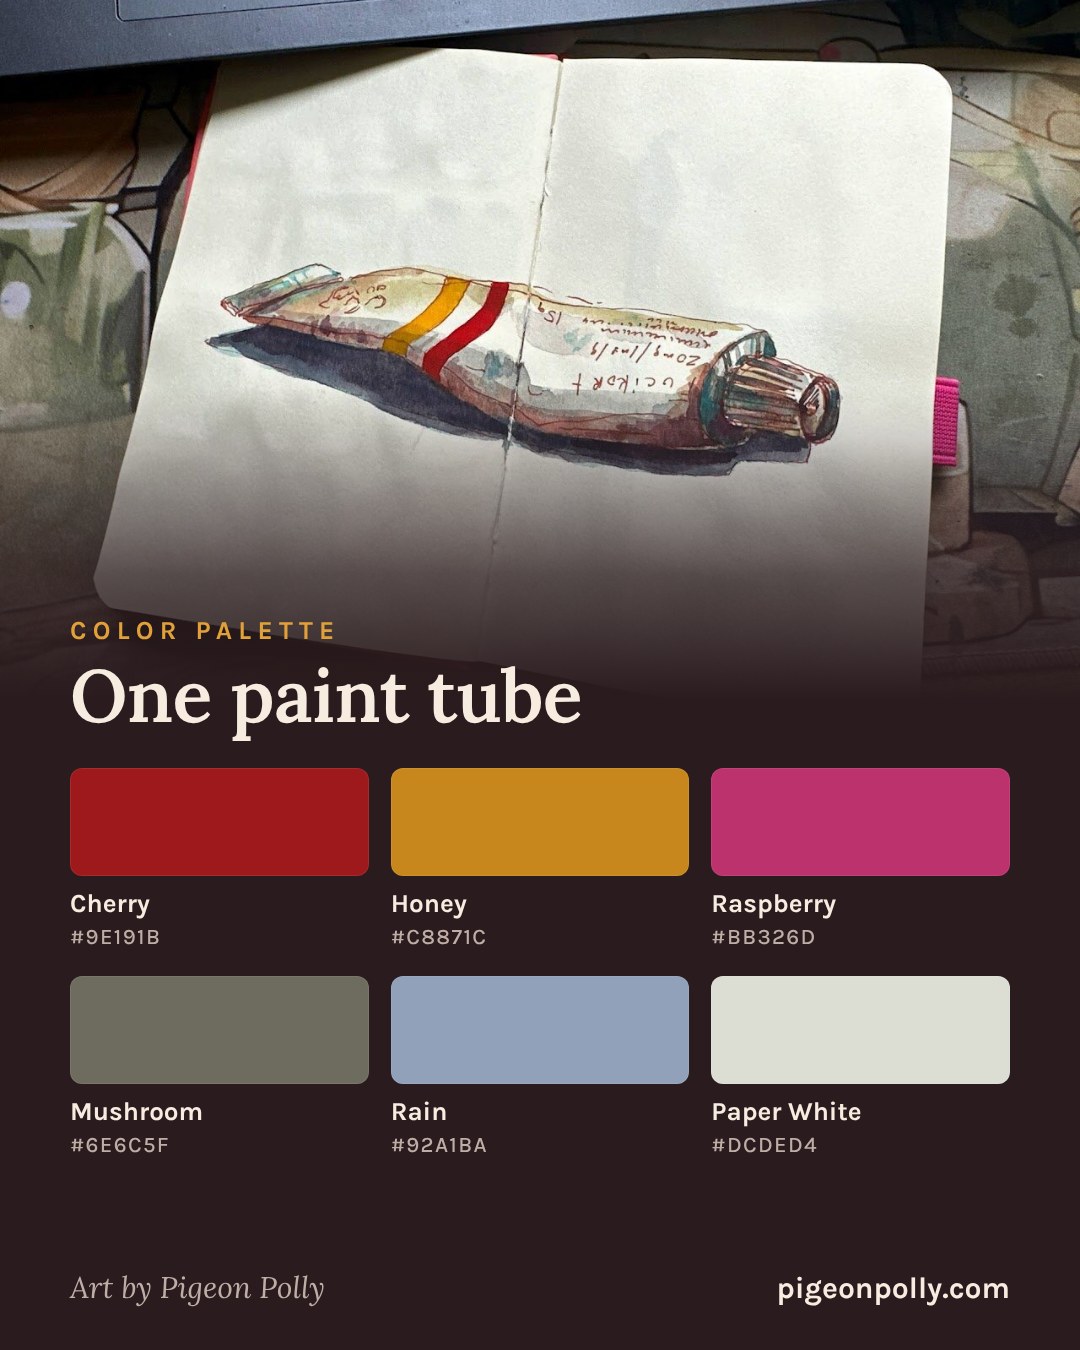 COLOR PALETTE
One paint tube
Cherry
#9E191B
Honey
#C8871C
Raspberry
#BB326D
Mushroom
#6E6C5F
Rain
#92A1BA
Paper White
#DCDED4
Art by Pigeon Polly
pigeonpolly.com